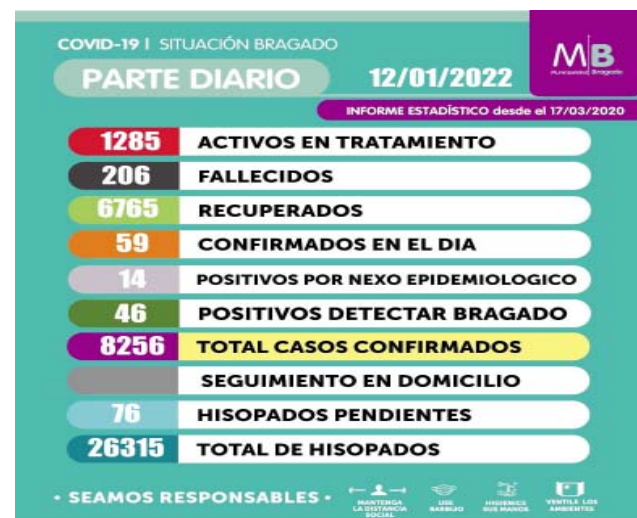 COVID-19 | SITUACIÓN BRAGADO
MB
Municipalidad Bragado
PARTE DIARIO 12/01/2022
INFORME ESTADÍSTICO desde el 17/03/2020
1285 ACTIVOS EN TRATAMIENTO
206 FALLECIDOS
6765 RECUPERADOS
59 CONFIRMADOS EN EL DIA
14 POSITIVOS POR NEXO EPIDEMIOLOGICO
46 POSITIVOS DETECTAR BRAGADO
8256 TOTAL CASOS CONFIRMADOS
SEGUIMIENTO EN DOMICILIO
76 HISOPADOS PENDIENTES
26315 TOTAL DE HISOPADOS
• SEAMOS RESPONSABLES •
MANTENGA
LA DISTANCIA
SOCIAL
USE
BARBIJO
HIGIENICE
SUS MANOS
VENTILE LOS
AMBIENTES